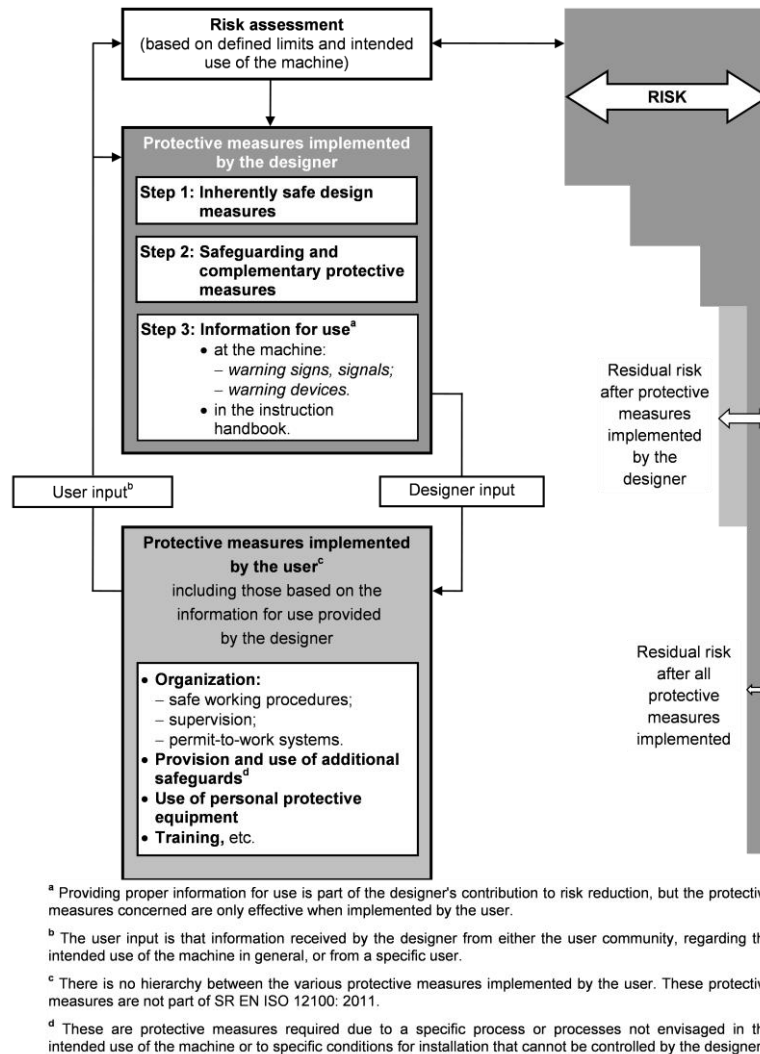 Risk assessment
(based on defined limits and intended
use of the machine)
RISK
Protective measures implemented
by the designer
Step 1: Inherently safe design
measures
Step 2: Safeguarding and
complementary protective
measures
Step 3: Information for useᵃ
• at the machine:
– warning signs, signals;
– warning devices.
• in the instruction
handbook.
Residual risk
after protective
measures
implemented
by the
designer
User inputᵇ
Designer input
Protective measures implemented
by the userᶜ
including those based on the
information for use provided
by the designer
• Organization:
– safe working procedures;
– supervision;
– permit-to-work systems.
• Provision and use of additional
safeguardsᵈ
• Use of personal protective
equipment
• Training, etc.
Residual risk
after all
protective
measures
implemented
ᵃ Providing proper information for use is part of the designer's contribution to risk reduction, but the protectiv
measures concerned are only effective when implemented by the user.
ᵇ The user input is that information received by the designer from either the user community, regarding th
intended use of the machine in general, or from a specific user.
ᶜ There is no hierarchy between the various protective measures implemented by the user. These protectiv
measures are not part of SR EN ISO 12100: 2011.
ᵈ These are protective measures required due to a specific process or processes not envisaged in th
intended use of the machine or to specific conditions for installation that cannot be controlled by the designer